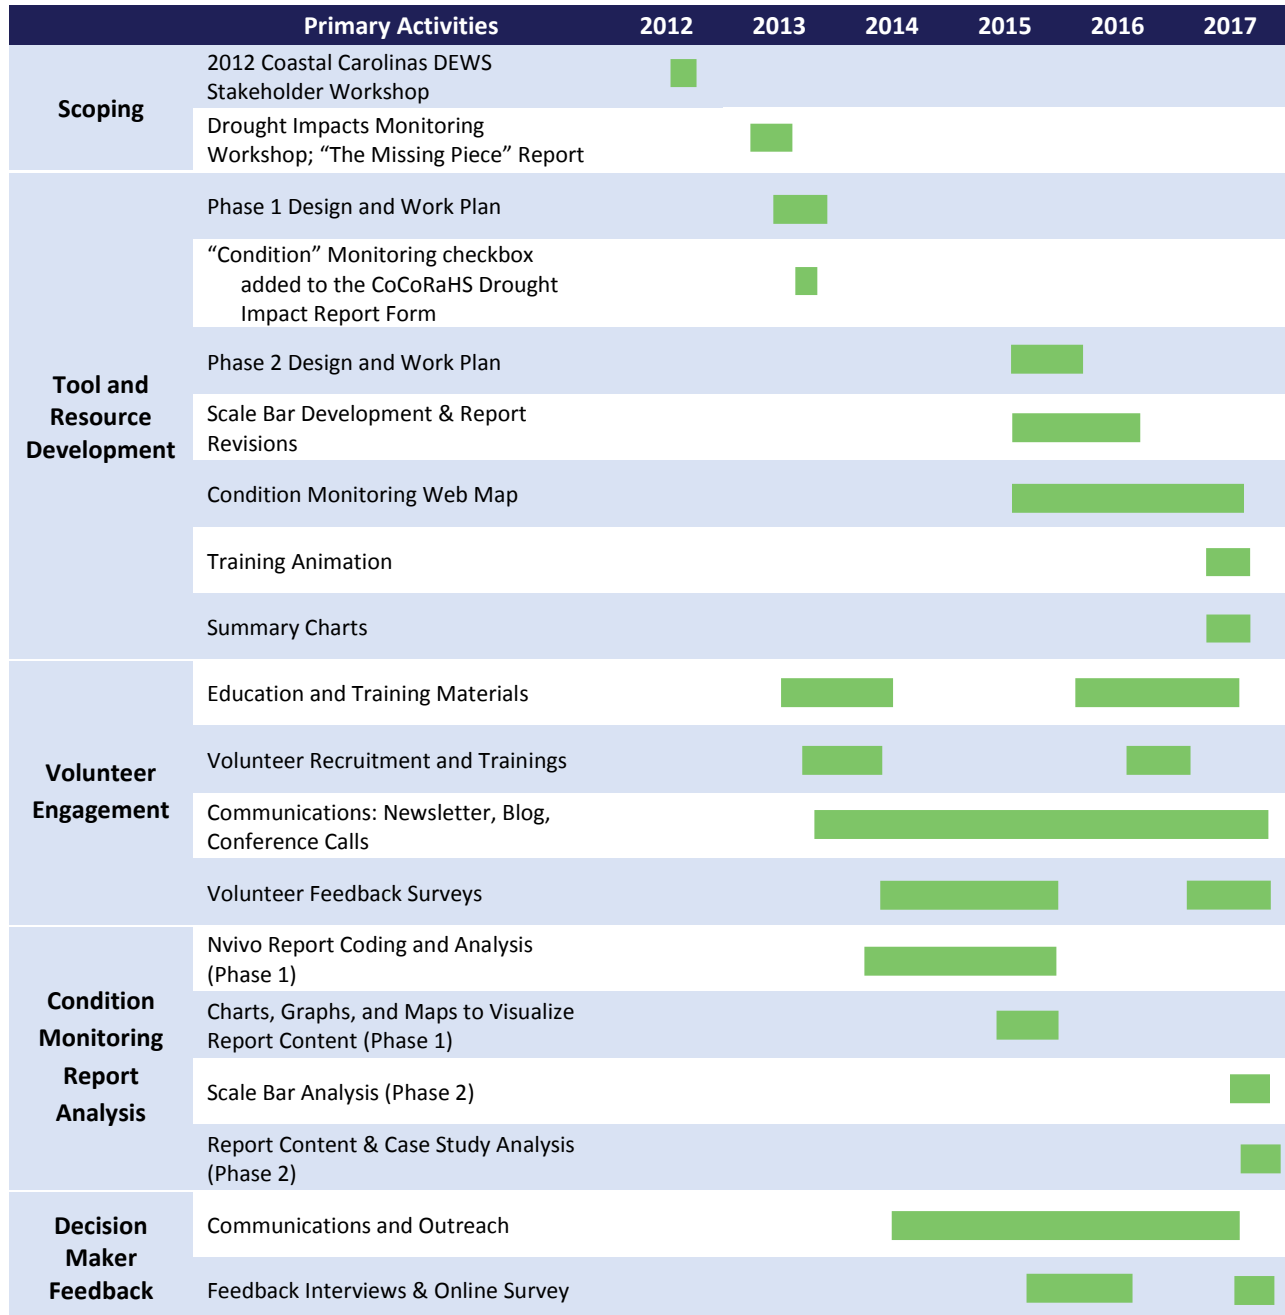 Primary Activities 2012 2013 2014 2015 2016 2017
Scoping
2012 Coastal Carolinas DEWS
Stakeholder Workshop
Drought Impacts Monitoring
Workshop; “The Missing Piece” Report
Tool and
Resource
Development
Phase 1 Design and Work Plan
“Condition” Monitoring checkbox
added to the CoCoRaHS Drought
Impact Report Form
Phase 2 Design and Work Plan
Scale Bar Development & Report
Revisions
Condition Monitoring Web Map
Training Animation
Summary Charts
Volunteer
Engagement
Education and Training Materials
Volunteer Recruitment and Trainings
Communications: Newsletter, Blog,
Conference Calls
Volunteer Feedback Surveys
Condition
Monitoring
Report
Analysis
Nvivo Report Coding and Analysis
(Phase 1)
Charts, Graphs, and Maps to Visualize
Report Content (Phase 1)
Scale Bar Analysis (Phase 2)
Report Content & Case Study Analysis
(Phase 2)
Decision
Maker
Feedback
Communications and Outreach
Feedback Interviews & Online Survey